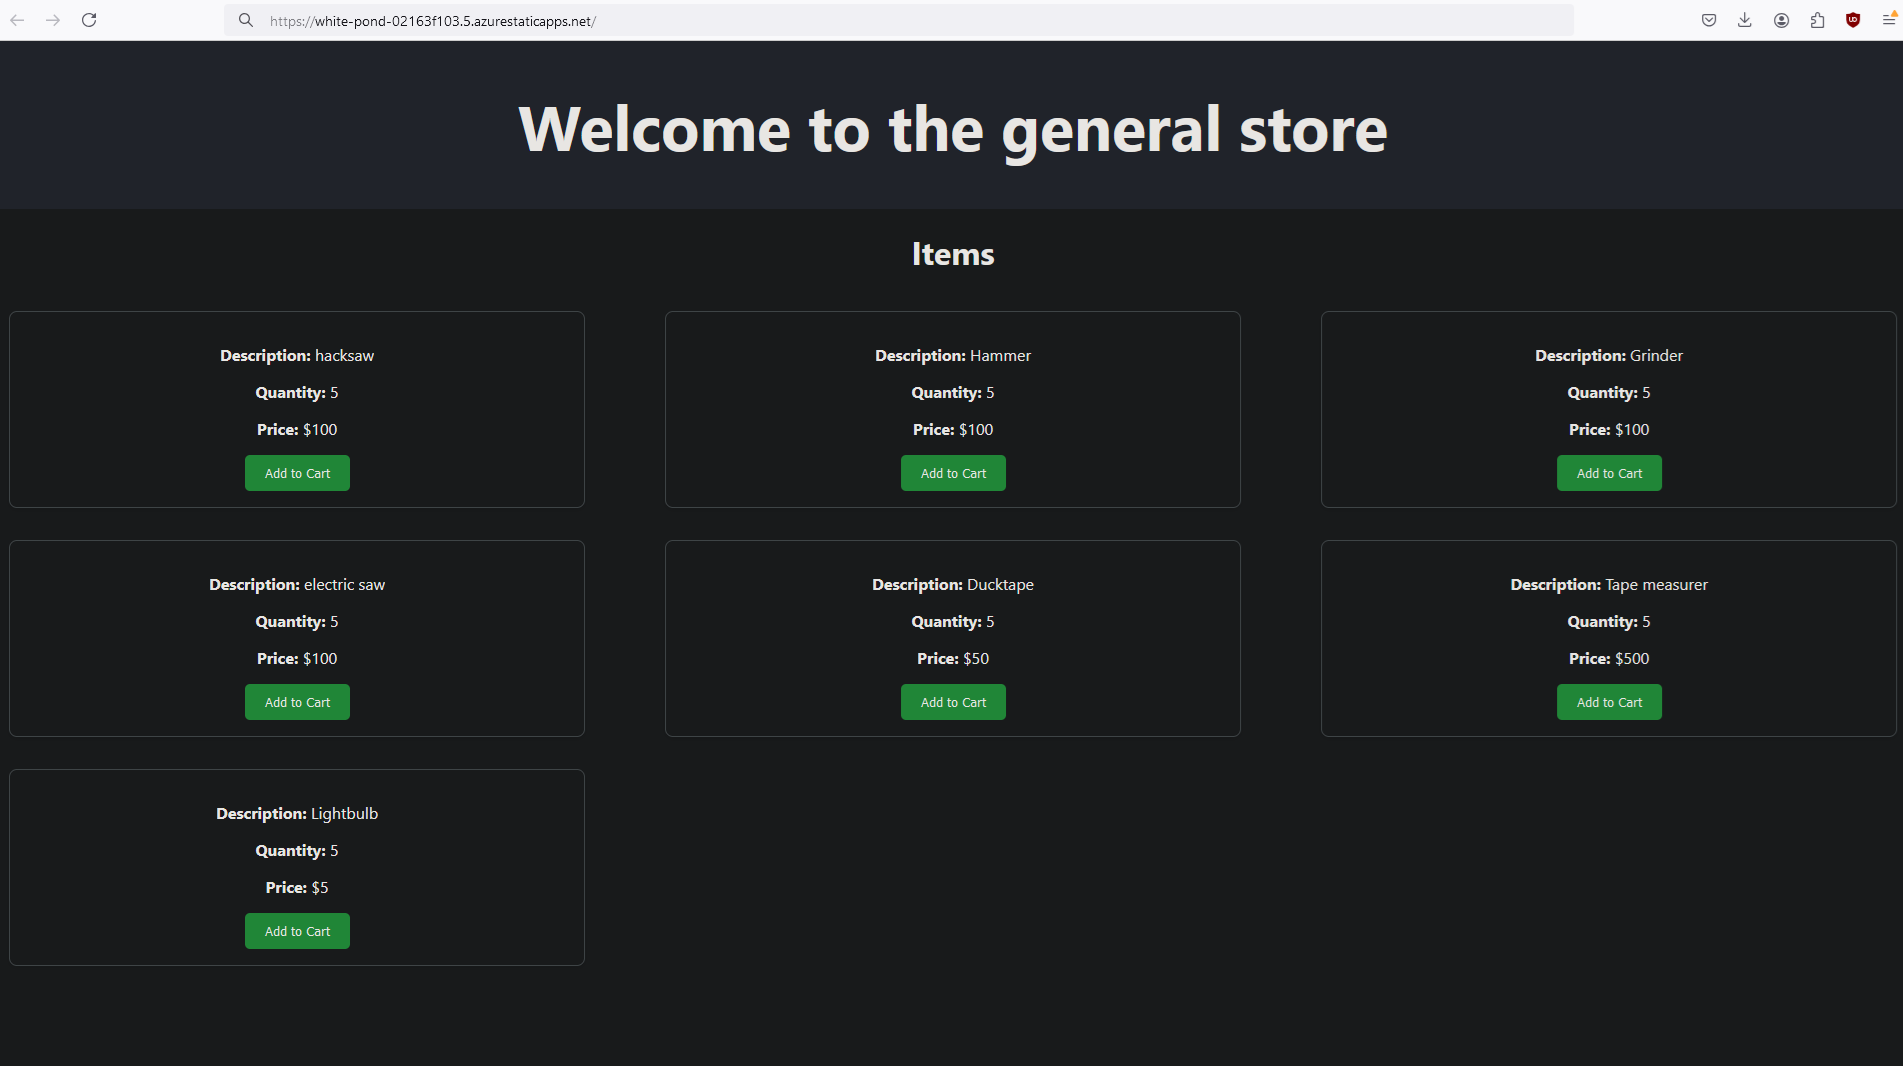 https://white-pond-02163f103.5.azurestaticapps.net/
Welcome to the general store
Items
Description: hacksaw
Quantity: 5
Price: $100
Add to Cart
Description: Hammer
Quantity: 5
Price: $100
Add to Cart
Description: Grinder
Quantity: 5
Price: $100
Add to Cart
Description: electric saw
Quantity: 5
Price: $100
Add to Cart
Description: Ducktape
Quantity: 5
Price: $50
Add to Cart
Description: Tape measurer
Quantity: 5
Price: $500
Add to Cart
Description: Lightbulb
Quantity: 5
Price: $5
Add to Cart